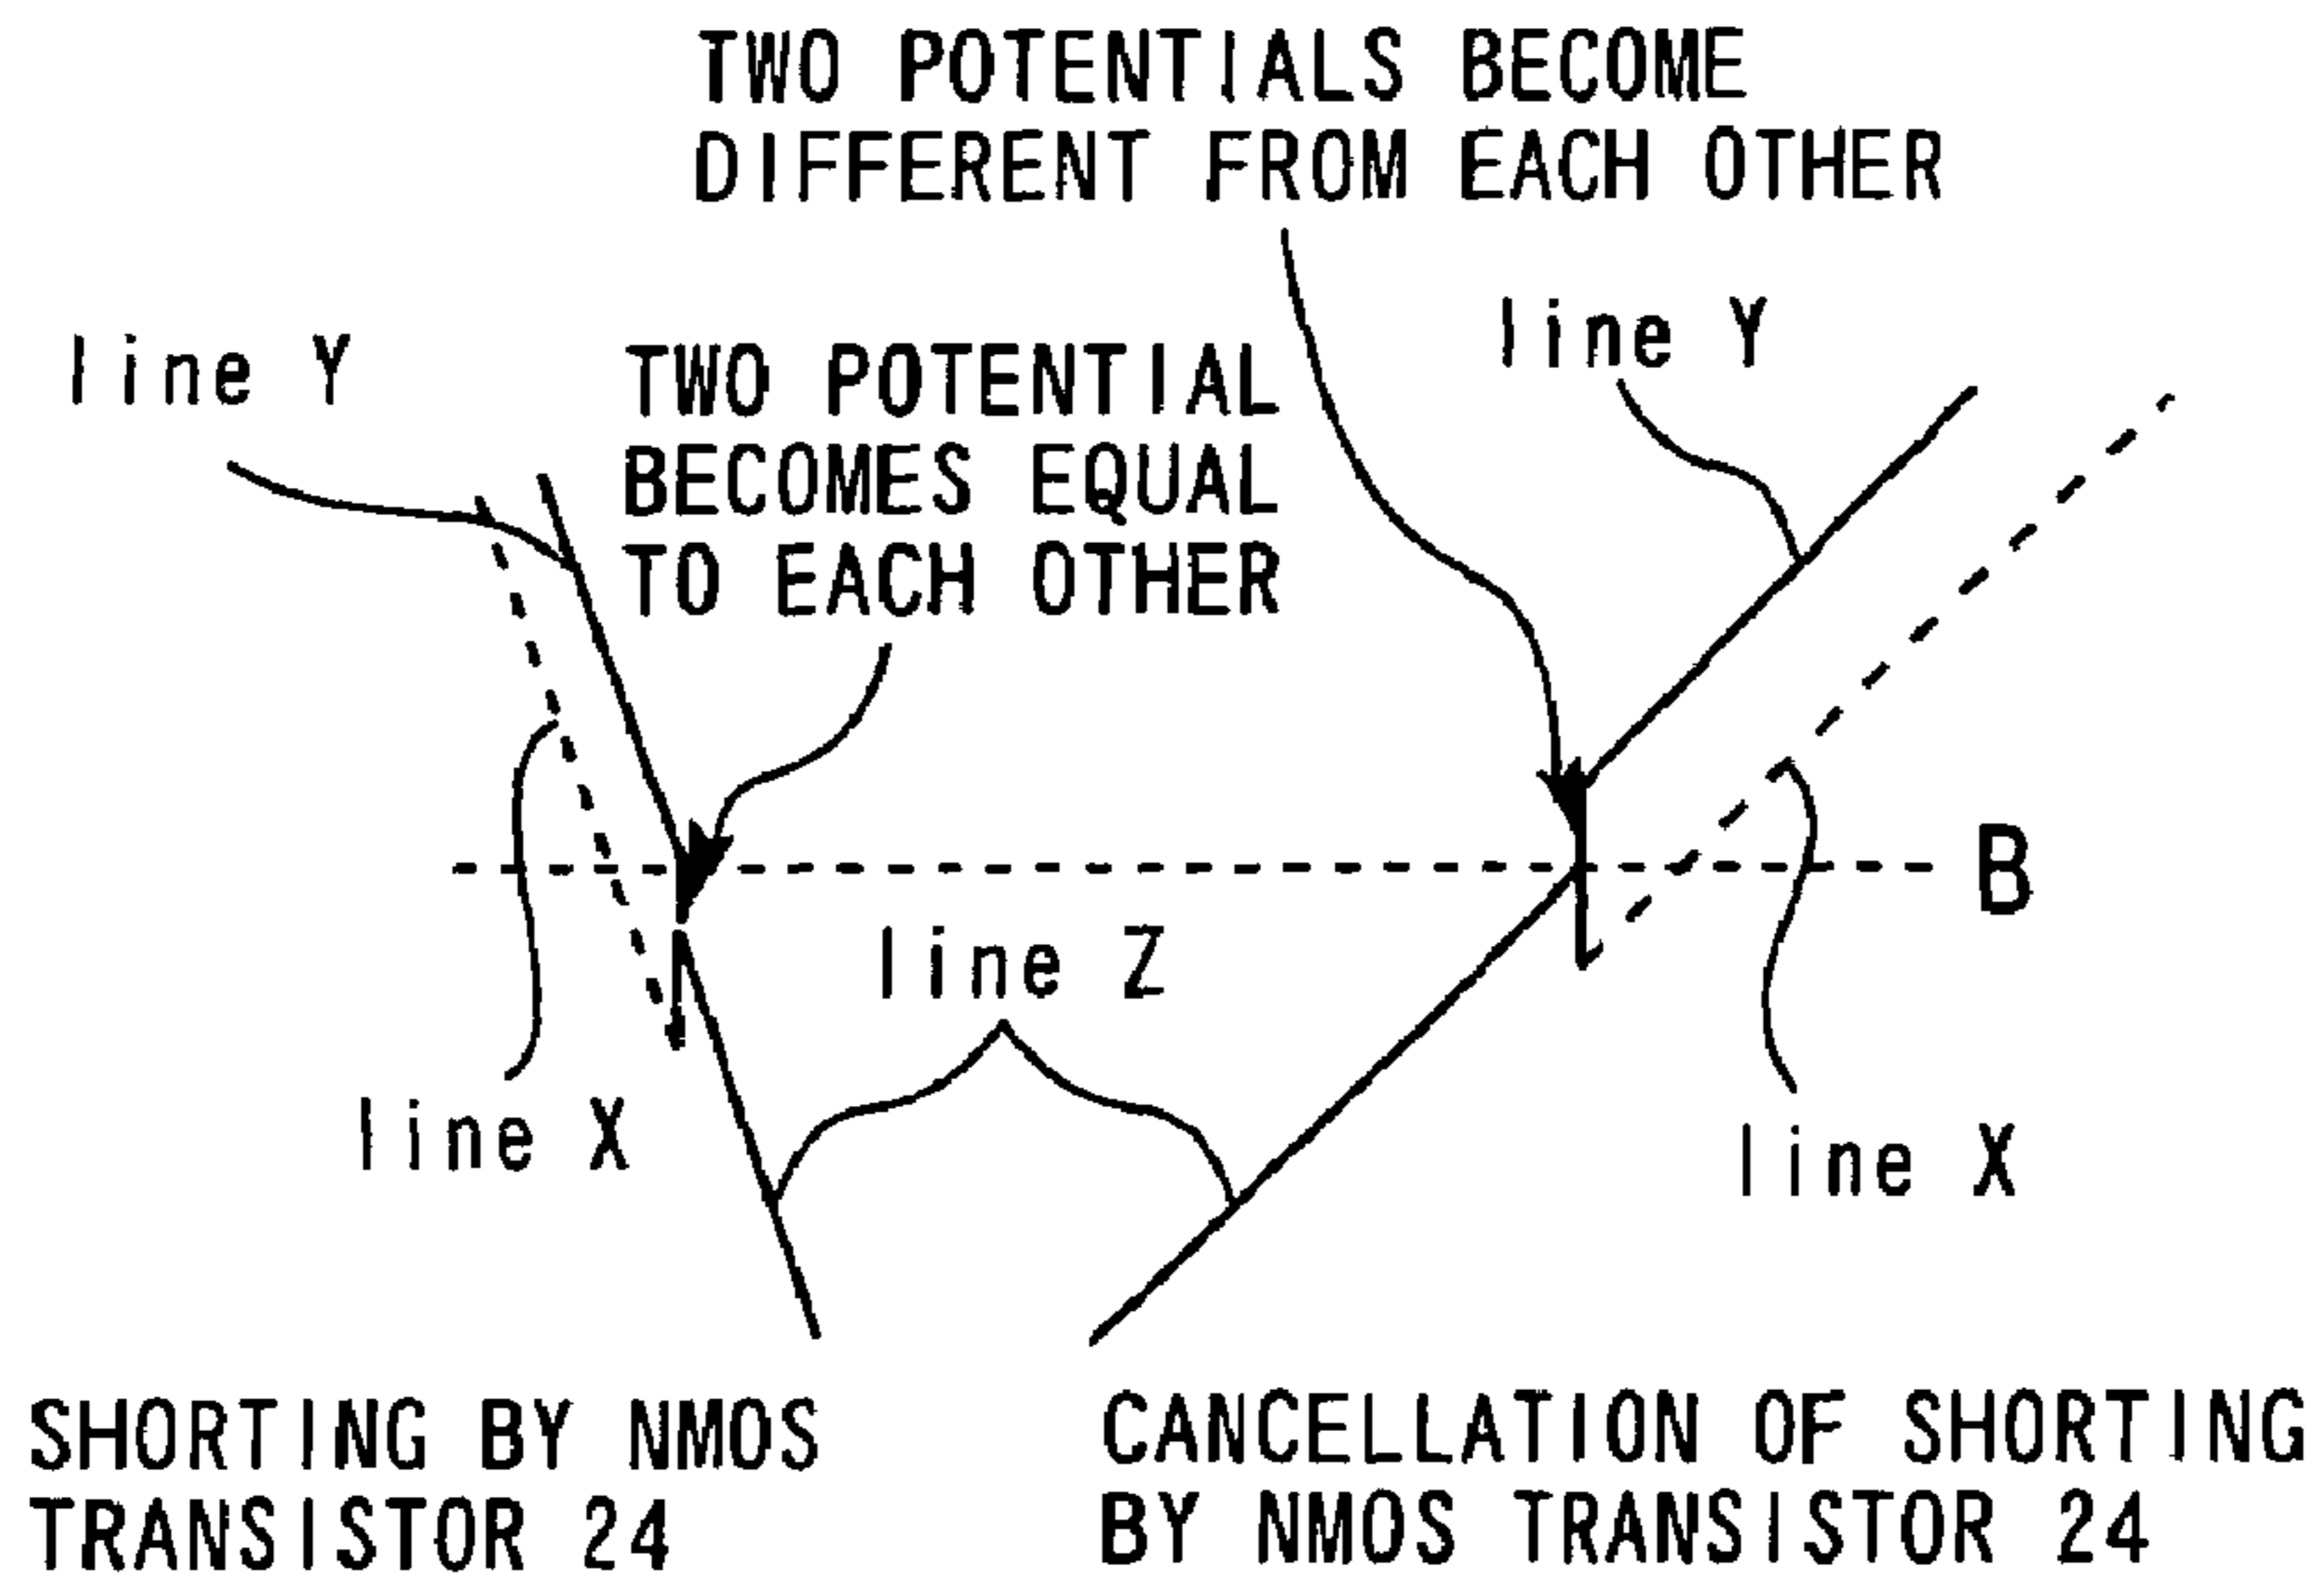 TWO POTENTIALS BECOME
DIFFERENT FROM EACH OTHER
line Y
line Y
TWO POTENTIAL
BECOMES EQUAL
TO EACH OTHER
B
line Z
line X
line X
SHORTING BY NMOS
TRANSISTOR 24
CANCELLATION OF SHORTING
BY NMOS TRANSISTOR 24